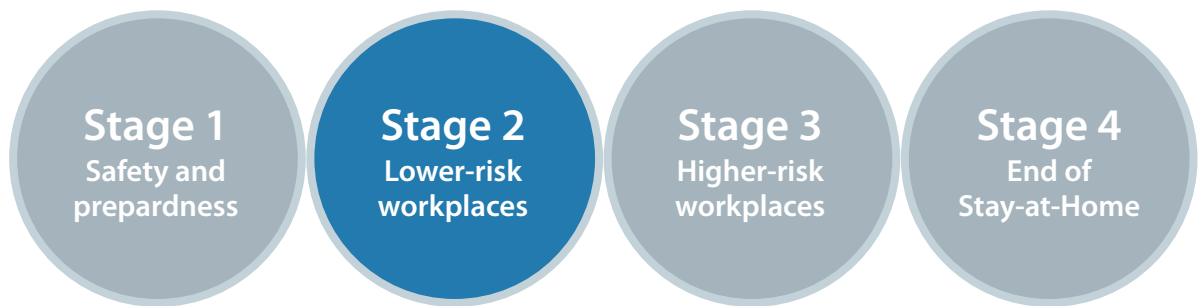 Stage 1
Safety and
prepardness
Stage 2
Lower-risk
workplaces
Stage 3
Higher-risk
workplaces
Stage 4
End of
Stay-at-Home